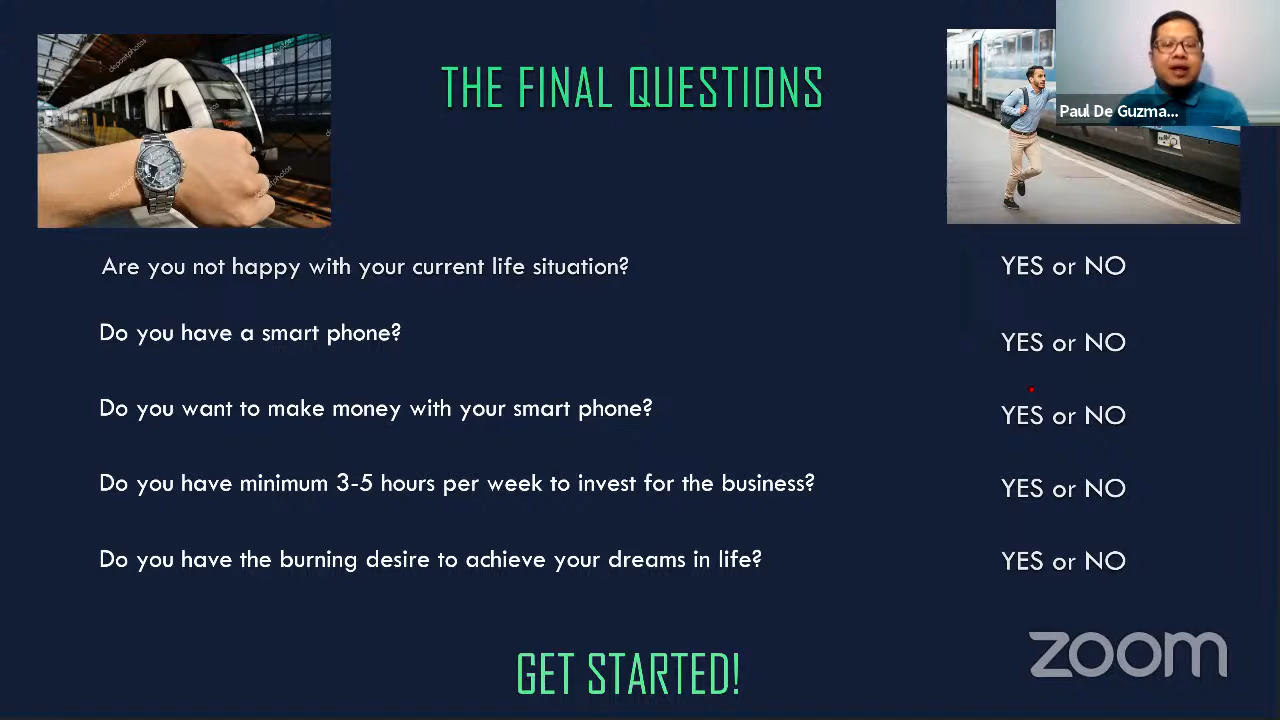 THE FINAL QUESTIONS
Paul De Guzma...
depositphotos
depositphotos
depositphotos
Are you not happy with your current life situation? YES or NO
Do you have a smart phone? YES or NO
Do you want to make money with your smart phone? YES or NO
Do you have minimum 3-5 hours per week to invest for the business? YES or NO
Do you have the burning desire to achieve your dreams in life? YES or NO
GET STARTED!
zoom